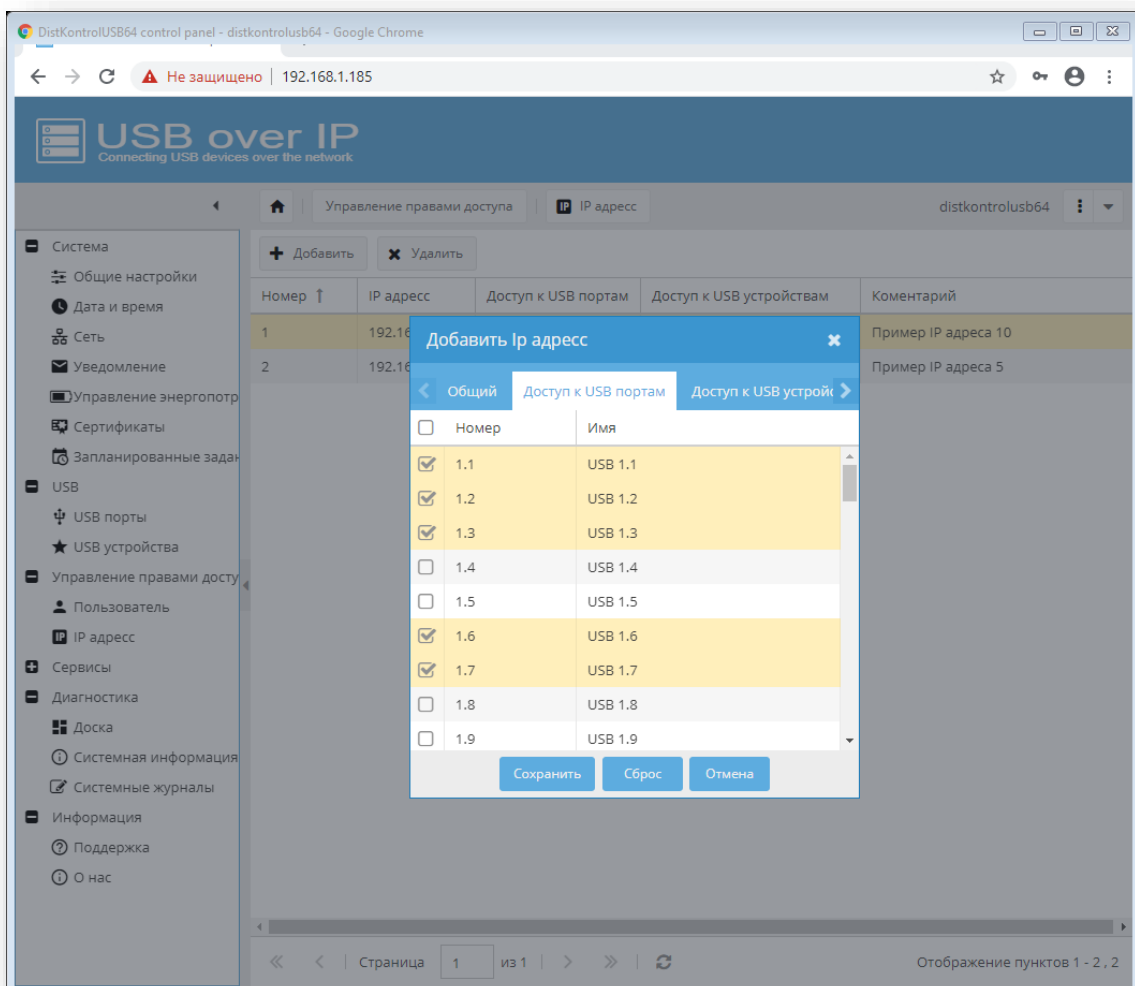 DistKontrolUSB64 control panel - distkontrolusb64 - Google Chrome
Не защищено 192.168.1.185
USB over IP
Connecting USB devices over the network
Управление правами доступа IP IP адресс distkontrolusb64
Система
Общие настройки
Дата и время
Сеть
Уведомление
Управление энергопотр
Сертификаты
Запланированные задан
USB
USB порты
USB устройства
Управление правами досту
Пользователь
IP IP адресс
Сервисы
Диагностика
Доска
Системная информация
Системные журналы
Информация
Поддержка
О нас
Добавить Удалить
Номер IP адресс Доступ к USB портам Доступ к USB устройствам Коментарий
1 192.16 Пример IP адреса 10
2 192.16 Пример IP адреса 5
Добавить Ip адресс
Общий Доступ к USB портам Доступ к USB устройс
Номер Имя
1.1 USB 1.1
1.2 USB 1.2
1.3 USB 1.3
1.4 USB 1.4
1.5 USB 1.5
1.6 USB 1.6
1.7 USB 1.7
1.8 USB 1.8
1.9 USB 1.9
Сохранить Сброс Отмена
Страница 1 из 1 Отображение пунктов 1 - 2 , 2